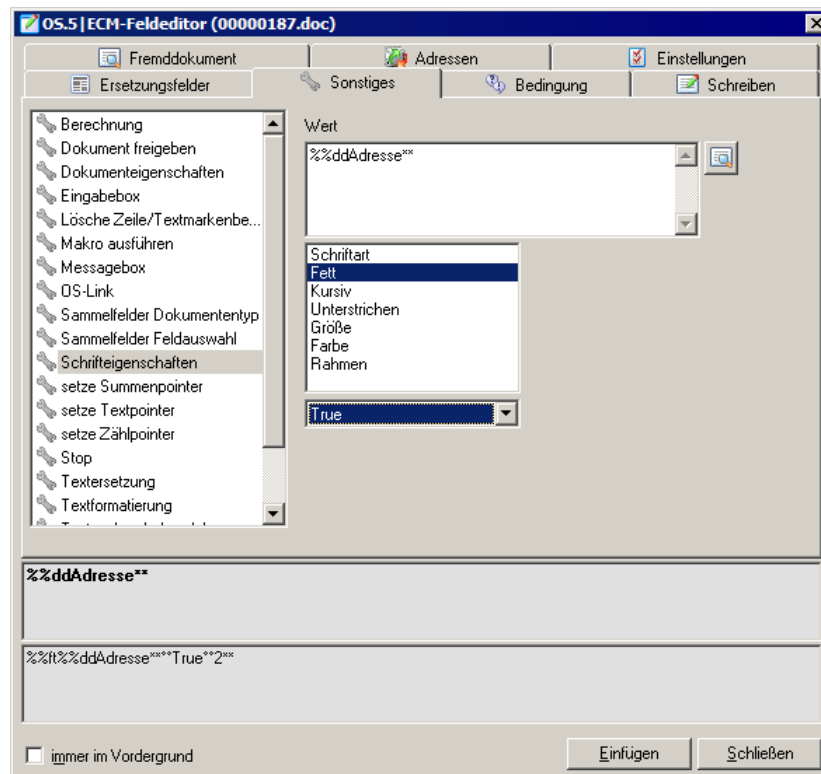 OS.5|ECM-Feldeditor (00000187.doc)
Fremddokument
Adressen
Einstellungen
Ersetzungsfelder
Sonstiges
Bedingung
Schreiben
Berechnung
Dokument freigeben
Dokumenteigenschaften
Eingabebox
Lösche Zeile/Textmarkenbe...
Makro ausführen
Messagebox
OS-Link
Sammelfelder Dokumententyp
Sammelfelder Feldauswahl
Schrifteigenschaften
setze Summenpointer
setze Textpointer
setze Zählpointer
Stop
Textersetzung
Textformatierung
Wert
%%ddAdresse**
Schriftart
Fett
Kursiv
Unterstrichen
Größe
Farbe
Rahmen
True
%%ddAdresse**
%%ft%%ddAdresse**°°True°°2**
immer im Vordergrund
Einfügen
Schließen